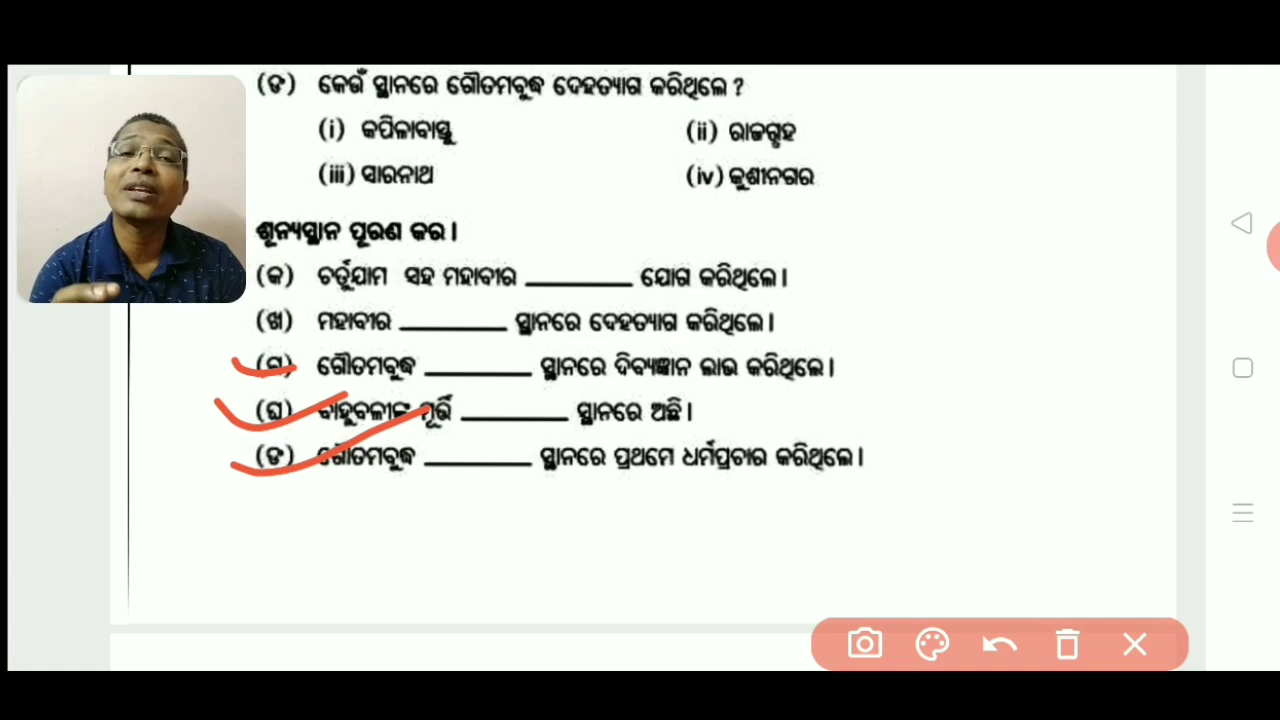 (ଙ) କେଉଁ ସ୍ଥାନରେ ଗୌତମବୁଦ୍ଧ ଦେହତ୍ୟାଗ କରିଥିଲେ ?
(i) କପିଳାବାସ୍ତୁ (ii) ରାଜଗୃହ
(iii) ସାରନାଥ (iv) କୁଶୀନଗର
ଶୂନ୍ୟସ୍ଥାନ ପୂରଣ କର ।
(କ) ଚର୍ତୁଯାମ ସହ ମହାବୀର ________ ଯୋଗ କରିଥିଲେ ।
(ଖ) ମହାବୀର ________ ସ୍ଥାନରେ ଦେହତ୍ୟାଗ କରିଥିଲେ ।
(ଗ) ଗୌତମବୁଦ୍ଧ ________ ସ୍ଥାନରେ ଦିବ୍ୟଜ୍ଞାନ ଲାଭ କରିଥିଲେ ।
(ଘ) ବାହୁବଳୀଙ୍କ ମୂର୍ତ୍ତି ________ ସ୍ଥାନରେ ଅଛି ।
(ଙ) ଗୌତମବୁଦ୍ଧ ________ ସ୍ଥାନରେ ପ୍ରଥମେ ଧର୍ମପ୍ରଚାର କରିଥିଲେ ।